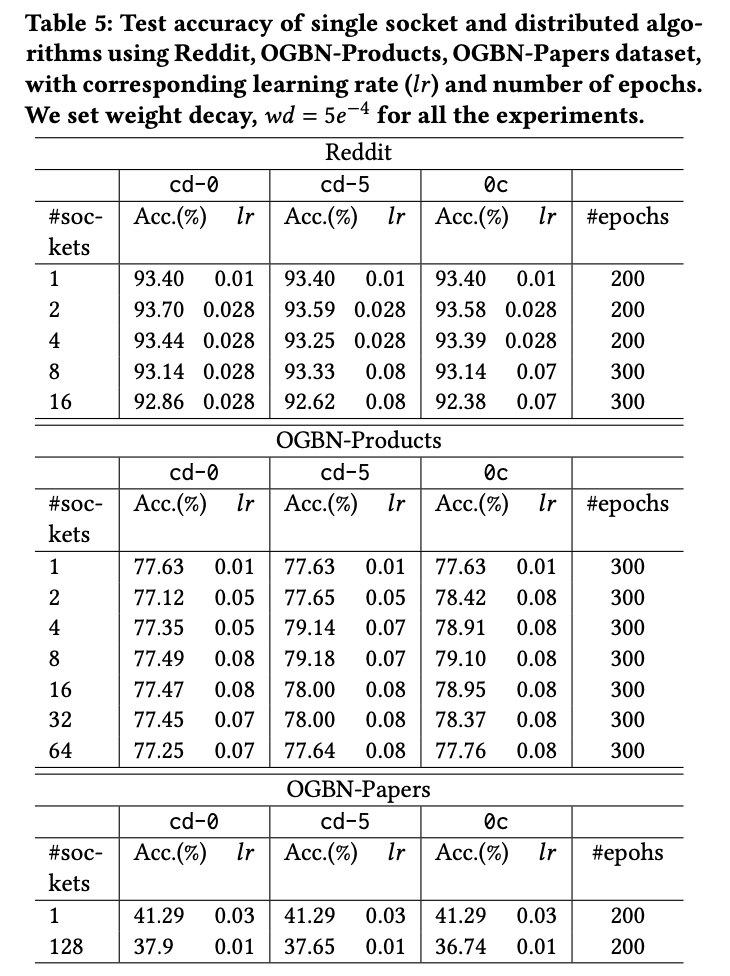 Table 5: Test accuracy of single socket and distributed algo-
rithms using Reddit, OGBN-Products, OGBN-Papers dataset,
with corresponding learning rate (lr) and number of epochs.
We set weight decay, wd = 5e⁻⁴ for all the experiments.
Reddit
cd-0 cd-5 0c
#soc- Acc.(%) lr Acc.(%) lr Acc.(%) lr #epochs
kets
1 93.40 0.01 93.40 0.01 93.40 0.01 200
2 93.70 0.028 93.59 0.028 93.58 0.028 200
4 93.44 0.028 93.25 0.028 93.39 0.028 200
8 93.14 0.028 93.33 0.08 93.14 0.07 300
16 92.86 0.028 92.62 0.08 92.38 0.07 300
OGBN-Products
cd-0 cd-5 0c
#soc- Acc.(%) lr Acc.(%) lr Acc.(%) lr #epochs
kets
1 77.63 0.01 77.63 0.01 77.63 0.01 300
2 77.12 0.05 77.65 0.05 78.42 0.08 300
4 77.35 0.05 79.14 0.07 78.91 0.08 300
8 77.49 0.08 79.18 0.07 79.10 0.08 300
16 77.47 0.08 78.00 0.08 78.95 0.08 300
32 77.45 0.07 78.00 0.08 78.37 0.08 300
64 77.25 0.07 77.64 0.08 77.76 0.08 300
OGBN-Papers
cd-0 cd-5 0c
#soc- Acc.(%) lr Acc.(%) lr Acc.(%) lr #epohs
kets
1 41.29 0.03 41.29 0.03 41.29 0.03 200
128 37.9 0.01 37.65 0.01 36.74 0.01 200